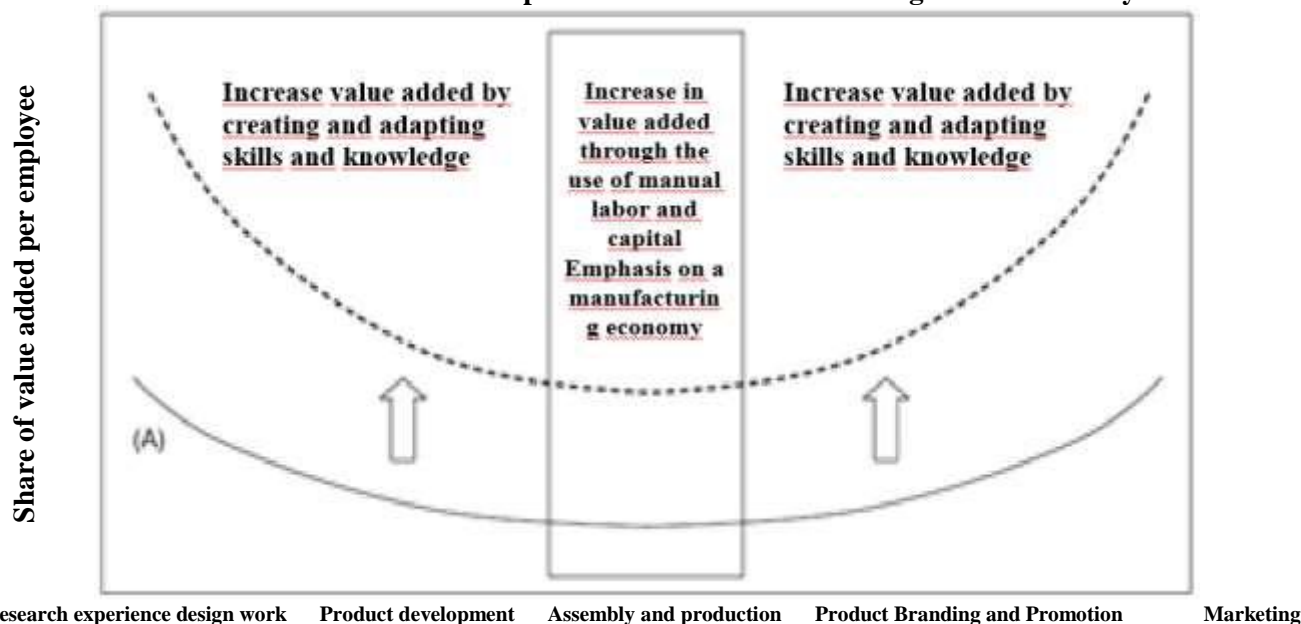 Share of value added per employee
Increase value added by
creating and adapting
skills and knowledge
Increase in
value added
through the
use of manual
labor and
capital
Emphasis on a
manufacturin
g economy
Increase value added by
creating and adapting
skills and knowledge
(A)
experience design work Product development Assembly and production Product Branding and Promotion Marketing